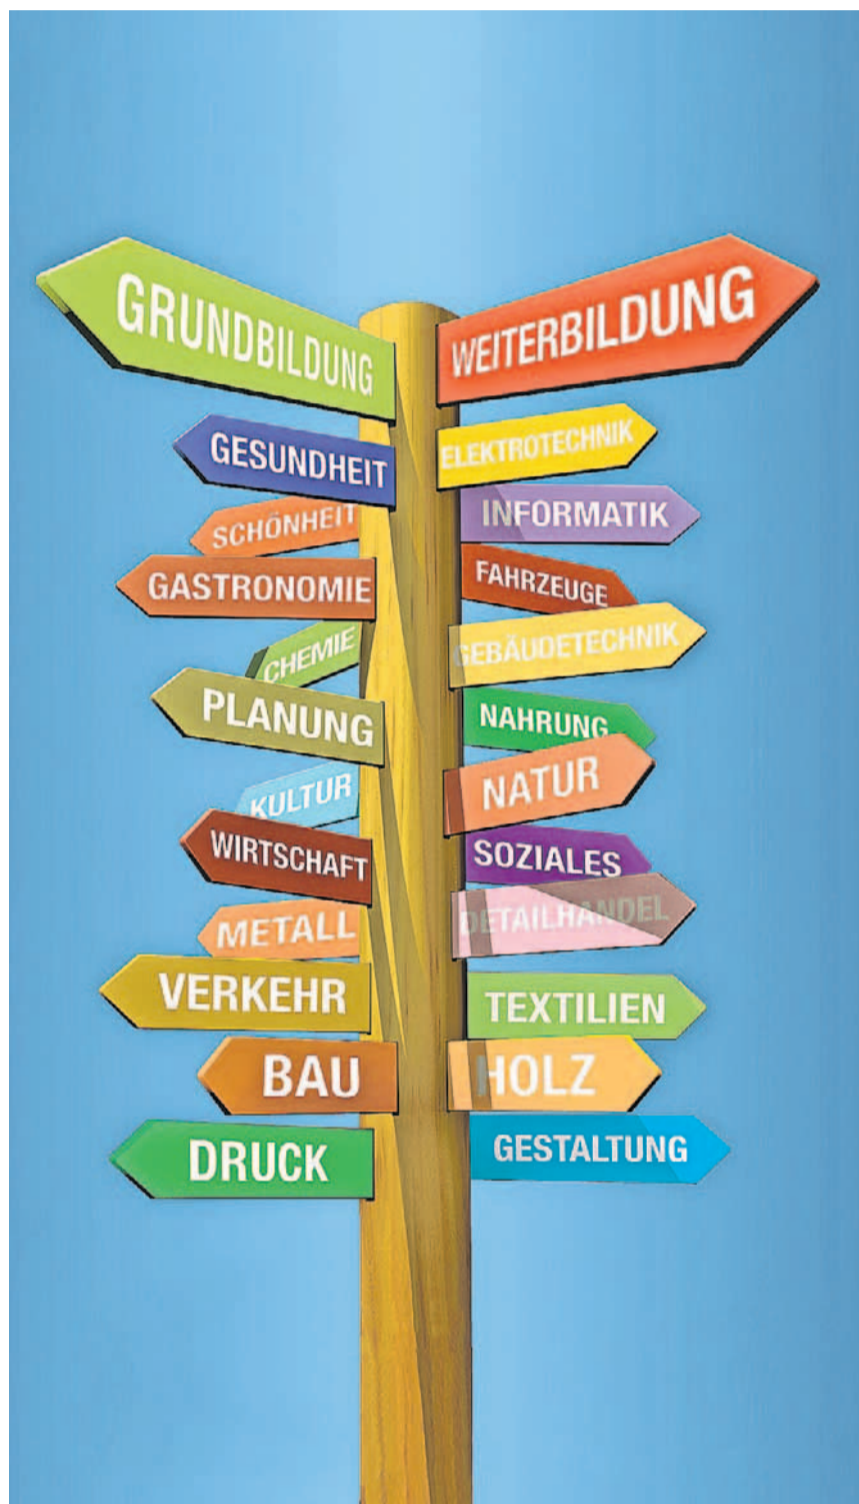 GRUNDBILDUNG
WEITERBILDUNG
GESUNDHEIT
ELEKTROTECHNIK
SCHÖNHEIT
INFORMATIK
GASTRONOMIE
FAHRZEUGE
CHEMIE
GEBÄUDETECHNIK
PLANUNG
NAHRUNG
KULTUR
NATUR
WIRTSCHAFT
SOZIALES
METALL
DETAILHANDEL
VERKEHR
TEXTILIEN
BAU
HOLZ
DRUCK
GESTALTUNG